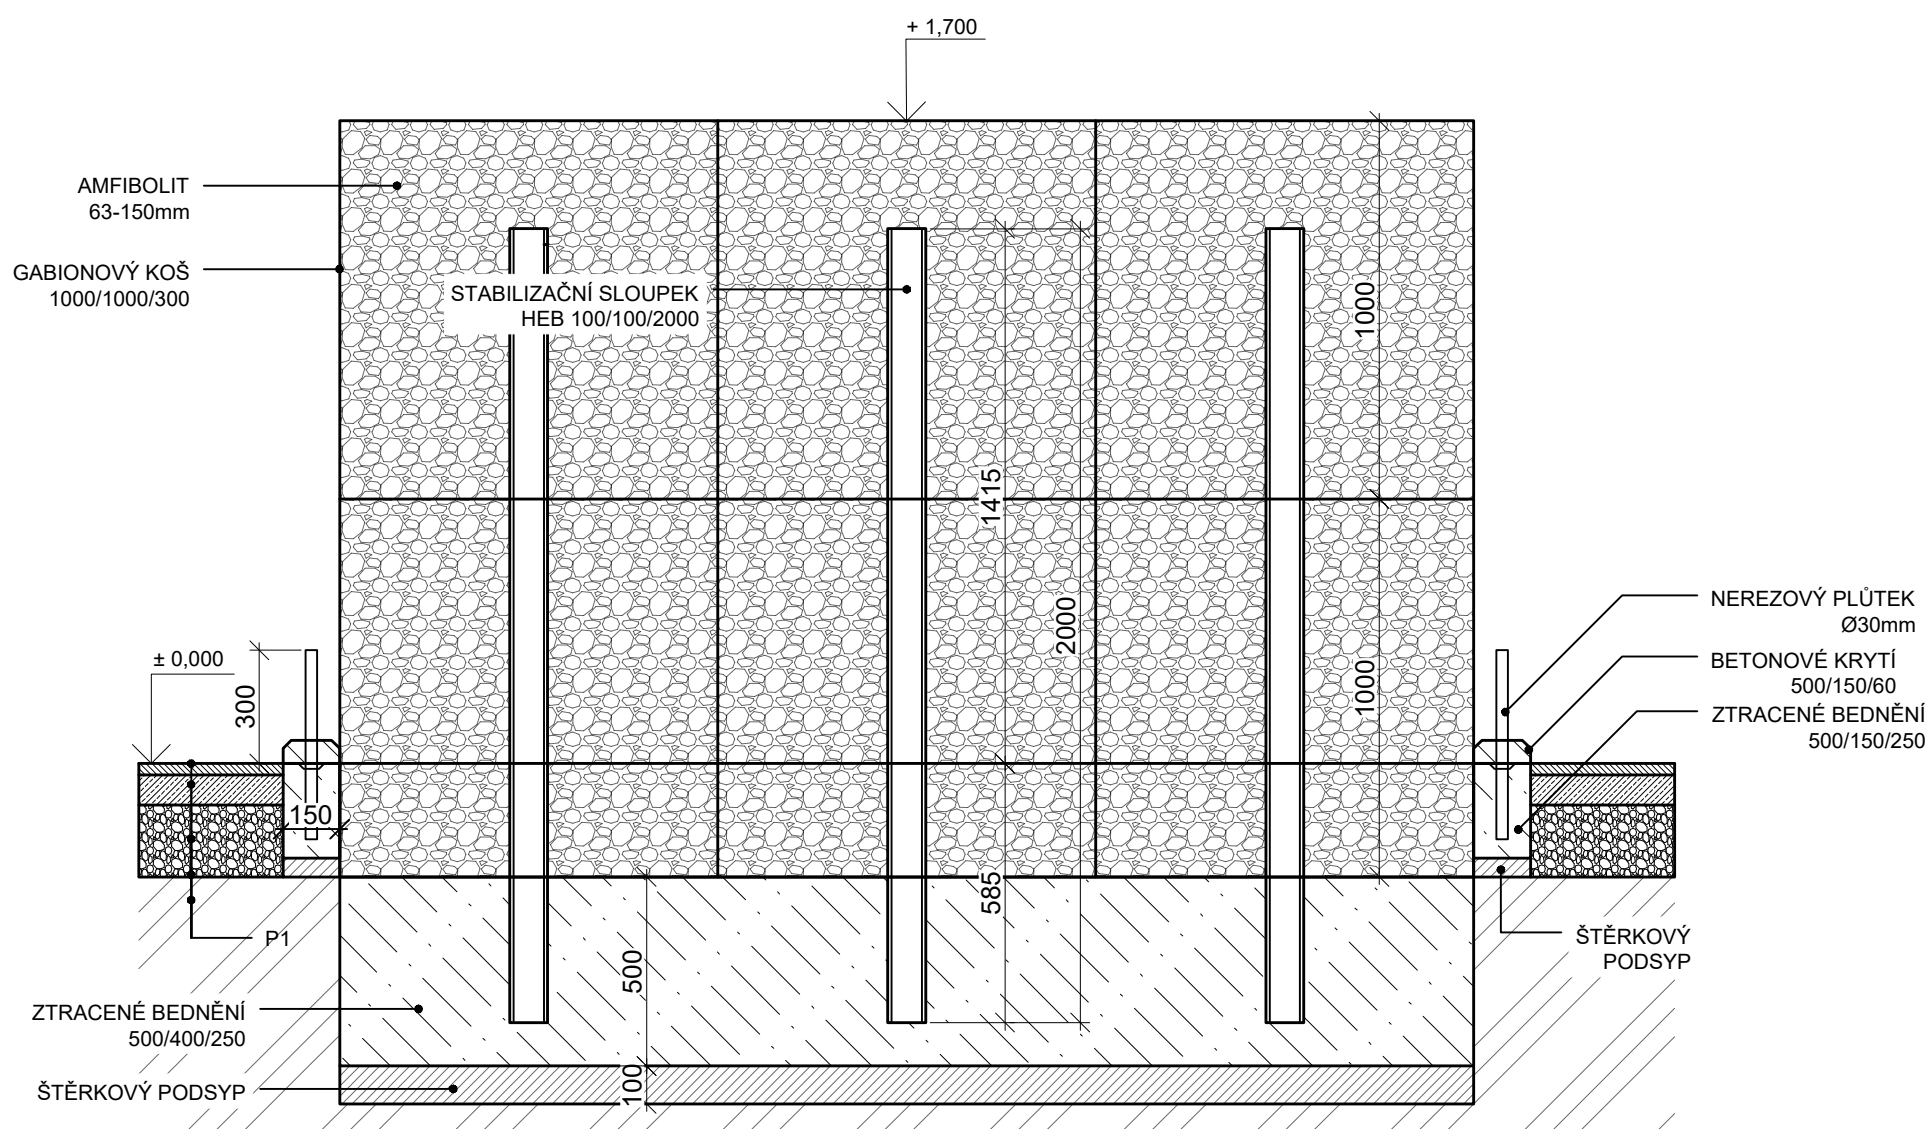 + 1,700
AMFIBOLIT
63-150mm
GABIONOVÝ KOŠ
1000/1000/300
STABILIZAČNÍ SLOUPEK
HEB 100/100/2000
1000
1415
2000
1000
585
± 0,000
300
150
P1
500
100
ZTRACENÉ BEDNĚNÍ
500/400/250
ŠTĚRKOVÝ PODSYP
NEREZOVÝ PLŮTEK
Ø30mm
BETONOVÉ KRYTÍ
500/150/60
ZTRACENÉ BEDNĚNÍ
500/150/250
ŠTĚRKOVÝ
PODSYP